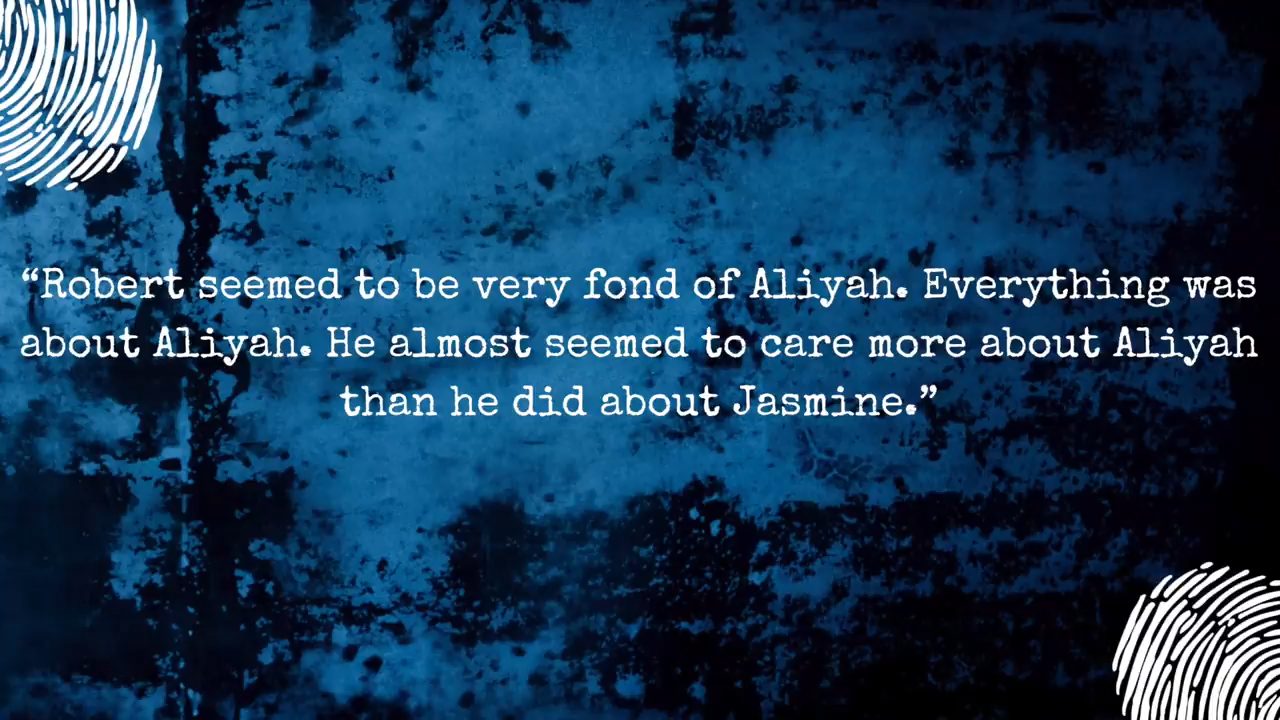 “Robert seemed to be very fond of Aliyah. Everything was
about Aliyah. He almost seemed to care more about Aliyah
than he did about Jasmine.”